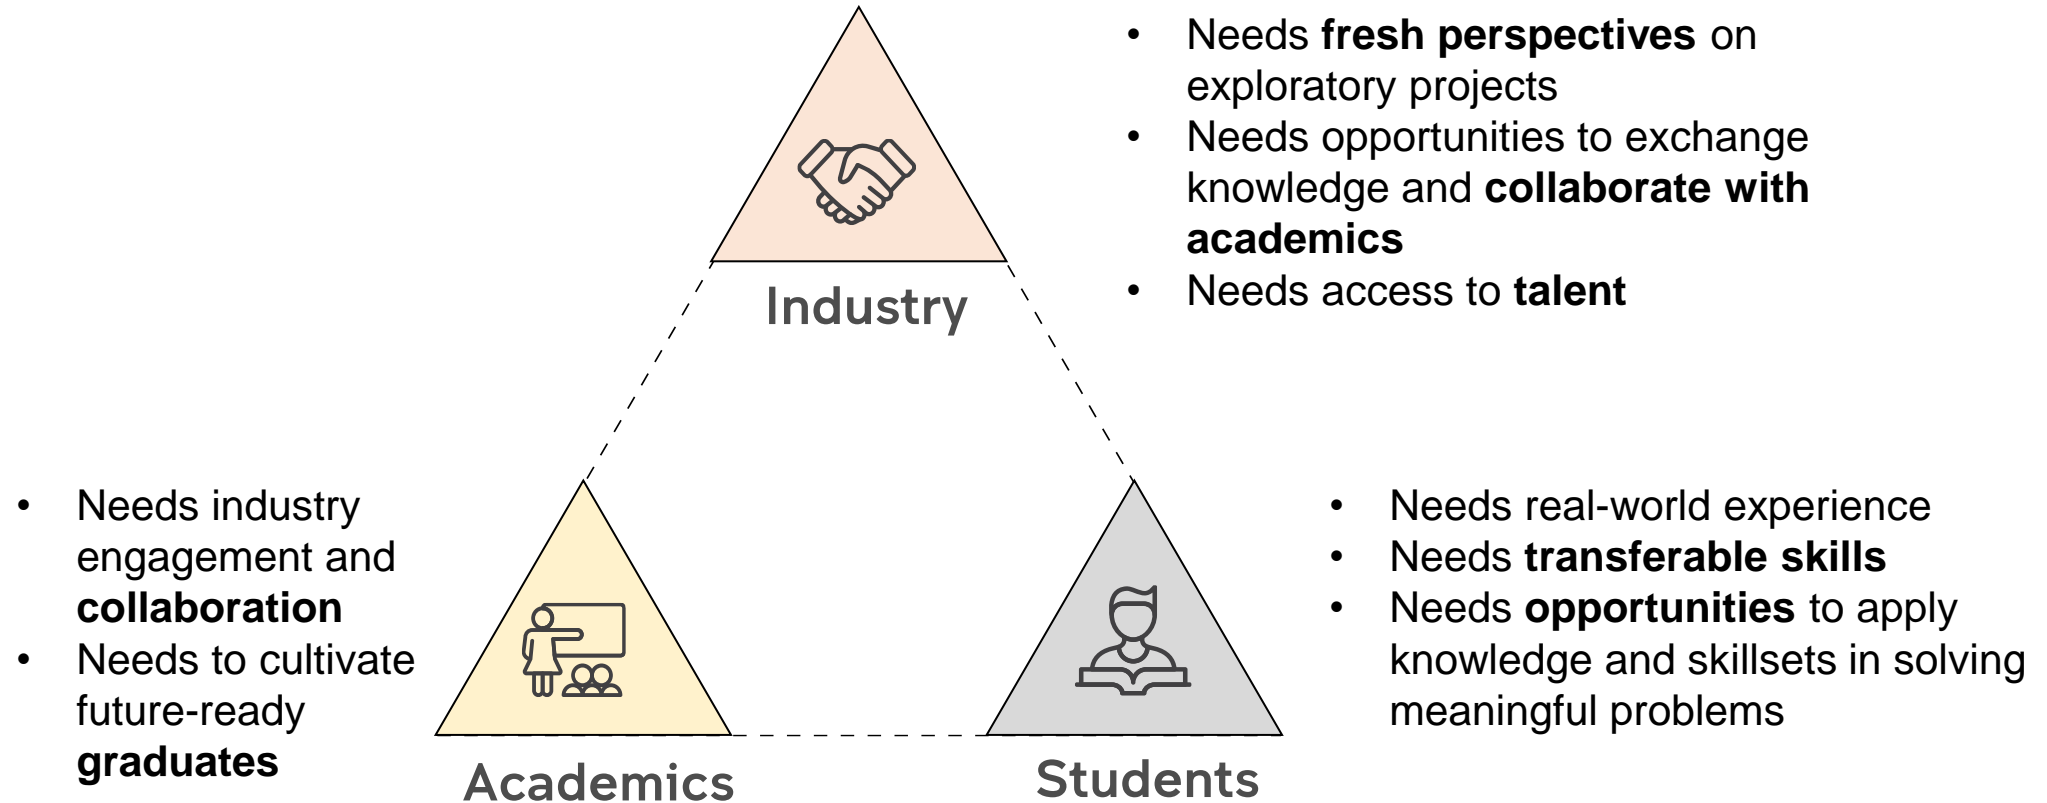 • Needs fresh perspectives on
exploratory projects
• Needs opportunities to exchange
knowledge and collaborate with
academics
• Needs access to talent
Industry
• Needs industry
engagement and
collaboration
• Needs to cultivate
future-ready
graduates
Academics
• Needs real-world experience
• Needs transferable skills
• Needs opportunities to apply
knowledge and skillsets in solving
meaningful problems
Students